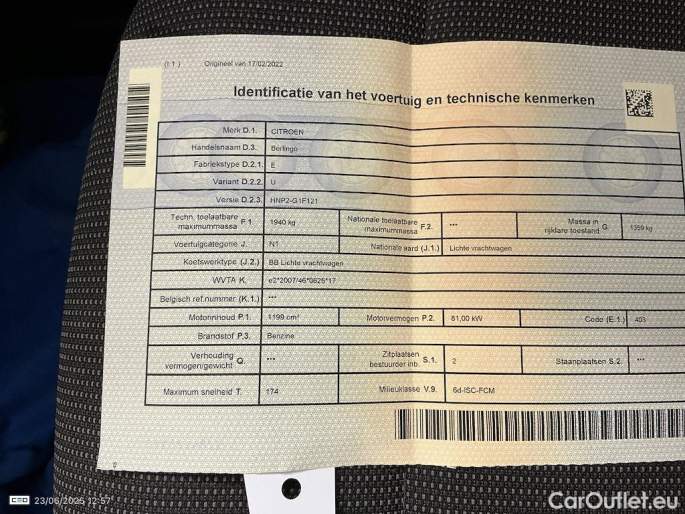 (I 1 ) Origineel van 17/02/2022
Identificatie van het voertuig en technische kenmerken
Merk D.1. CITROEN
Handelsnaam D.3. Berlingo
Fabriekstype D.2.1. E
Variant D.2.2. U
Versie D.2.3. HNP2-G1F121
Techn. toelaatbare maximummassa F.1 1940 kg Nationale toelaatbare maximummassa F.2. *** Massa in rijklare toestand G 1359 kg
Voertuigcategorie J. N1 Nationale aard (J.1.) Lichte vrachtwagen
Koetswerktype (J.2.) BB Lichte vrachtwagen
WVTA K. e2*2007/46*0625*17
Belgisch ref.nummer (K.1.) ***
Motorinhoud P.1. 1199 cm³ Motorvermogen P.2. 81,00 kW Code (E.1.) 403
Brandstof P.3. Benzine
Verhouding vermogen/gewicht Q. *** Zitplaatsen bestuurder inb. S.1. 2 Staanplaatsen S.2. ***
Maximum snelheid T. 174 Milieuklasse V.9. 6d-ISC-FCM
23/06/2025 12:57
CarOutlet.eu